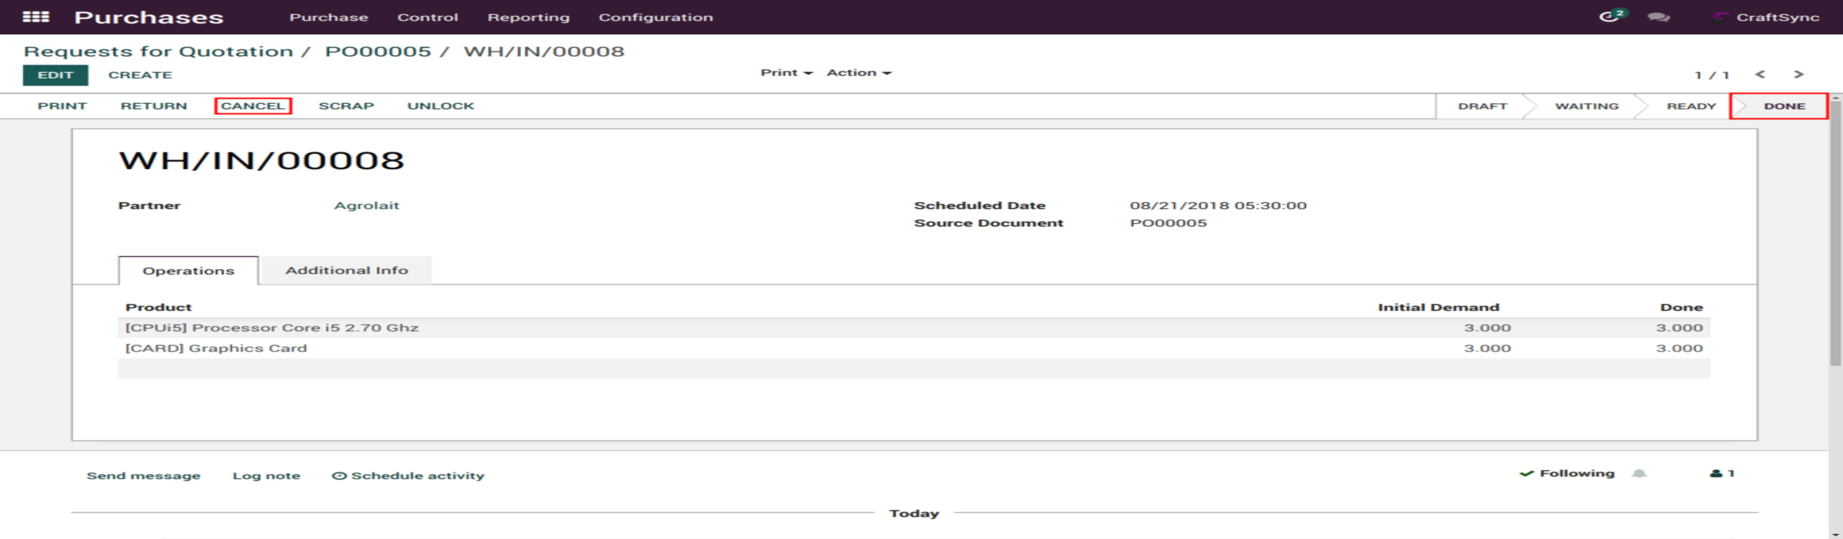 Purchases Purchase Control Reporting Configuration 2 CraftSync
Requests for Quotation / PO00005 / WH/IN/00008
EDIT CREATE Print Action 1 / 1 < >
PRINT RETURN CANCEL SCRAP UNLOCK DRAFT WAITING READY DONE
WH/IN/00008
Partner Agrolait Scheduled Date 08/21/2018 05:30:00
Source Document PO00005
Operations Additional Info
Product Initial Demand Done
[CPUi5] Processor Core i5 2.70 Ghz 3.000 3.000
[CARD] Graphics Card 3.000 3.000
Send message Log note Schedule activity Following 1
Today